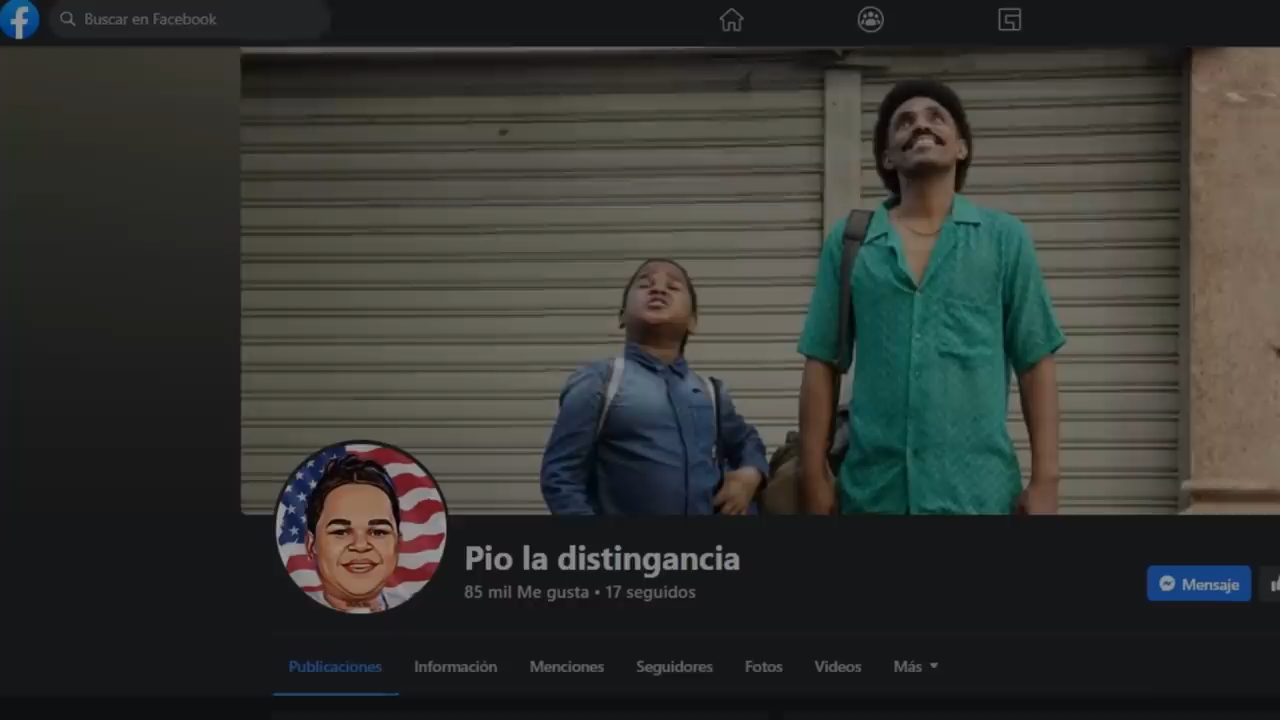 Buscar en Facebook
Pio la distingancia
85 mil Me gusta • 17 seguidos
Mensaje
Publicaciones
Información
Menciones
Seguidores
Fotos
Videos
Más